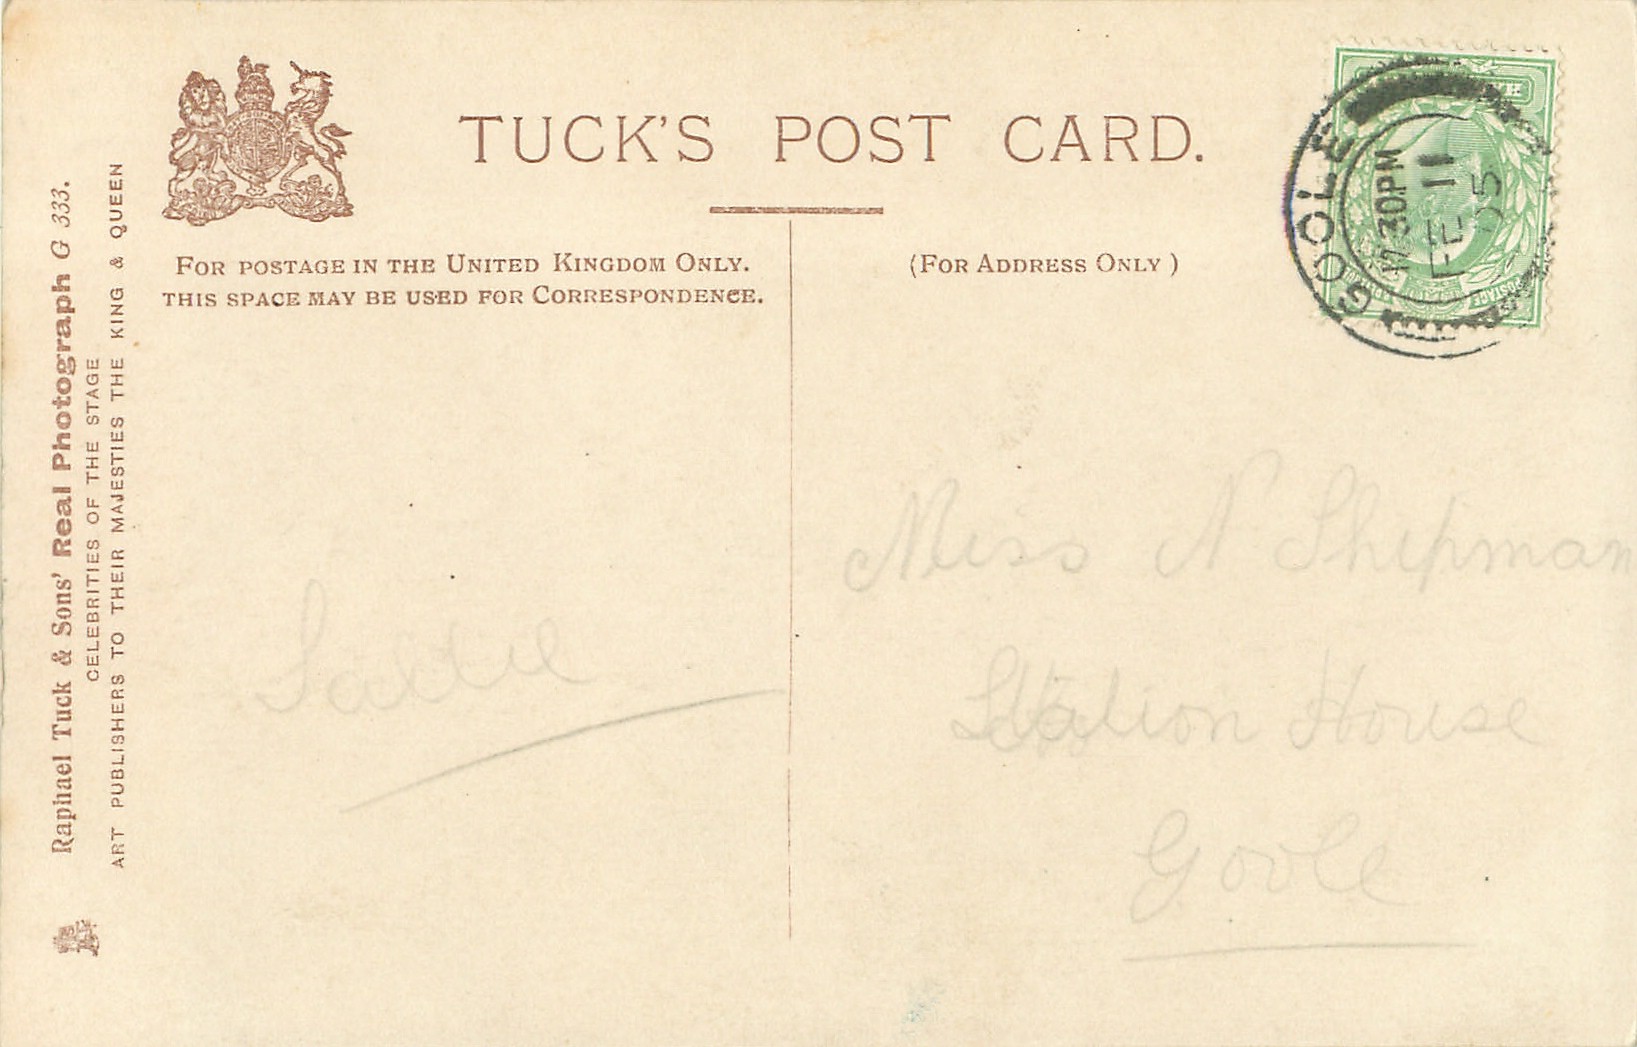 TUCK'S POST CARD.
FOR POSTAGE IN THE UNITED KINGDOM ONLY.
THIS SPACE MAY BE USED FOR CORRESPONDENCE.
(FOR ADDRESS ONLY)
Raphael Tuck & Sons' Real Photograph G 333.
CELEBRITIES OF THE STAGE
ART PUBLISHERS TO THEIR MAJESTIES THE KING & QUEEN
GOOLE
12.30PM
FE 11
05
POSTAGE
Sallie
Miss N Shipman
Station House
Goole